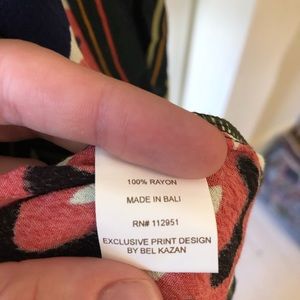 100% RAYON
MADE IN BALI
RN# 112951
EXCLUSIVE PRINT DESIGN
BY BEL KAZAN